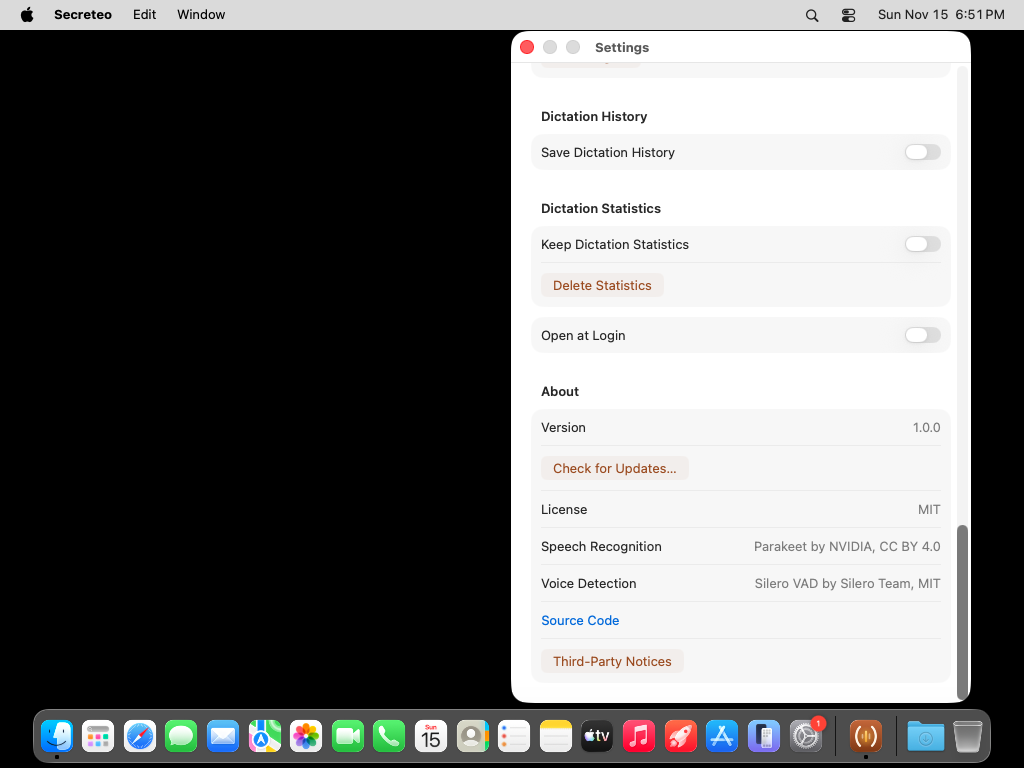 Secreteo Edit Window Sun Nov 15 6:51 PM
Settings
Dictation History
Save Dictation History
Dictation Statistics
Keep Dictation Statistics
Delete Statistics
Open at Login
About
Version 1.0.0
Check for Updates...
License MIT
Speech Recognition Parakeet by NVIDIA, CC BY 4.0
Voice Detection Silero VAD by Silero Team, MIT
Source Code
Third-Party Notices
Sun
15
tv
1